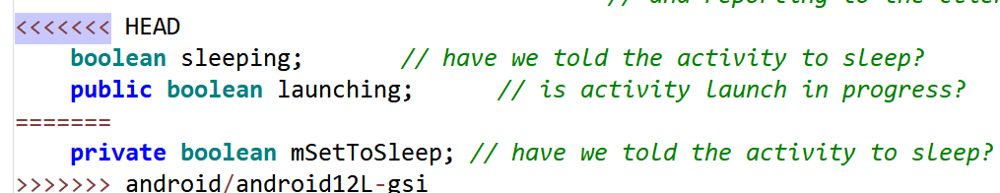 // and reporting to the
<<<<<<< HEAD
    boolean sleeping;       // have we told the activity to sleep?
    public boolean launching;      // is activity launch in progress?
=======
    private boolean mSetToSleep; // have we told the activity to sleep?
>>>>>>> android/android12L-gsi